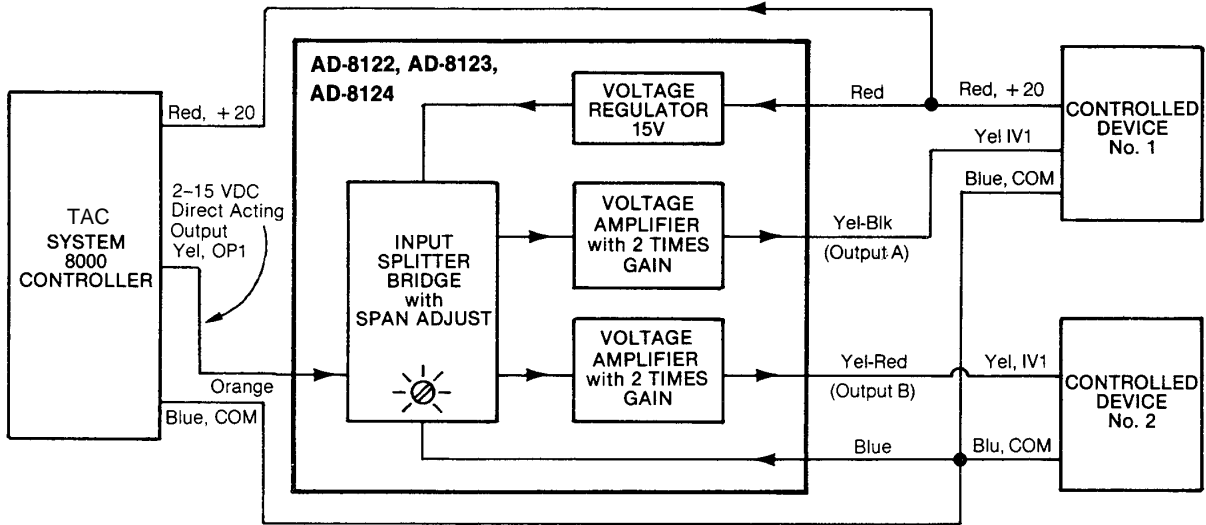 AD-8122, AD-8123,
AD-8124
Red, +20
TAC
SYSTEM
8000
CONTROLLER
2–15 VDC
Direct Acting
Output
Yel, OP1
Orange
Blue, COM
INPUT
SPLITTER
BRIDGE
with
SPAN ADJUST
VOLTAGE
REGULATOR
15V
VOLTAGE
AMPLIFIER
with 2 TIMES
GAIN
VOLTAGE
AMPLIFIER
with 2 TIMES
GAIN
Red
Yel-Blk
(Output A)
Yel-Red
(Output B)
Blue
Red, +20
Yel IV1
Blue, COM
CONTROLLED
DEVICE
No. 1
Yel, IV1
Blu, COM
CONTROLLED
DEVICE
No. 2